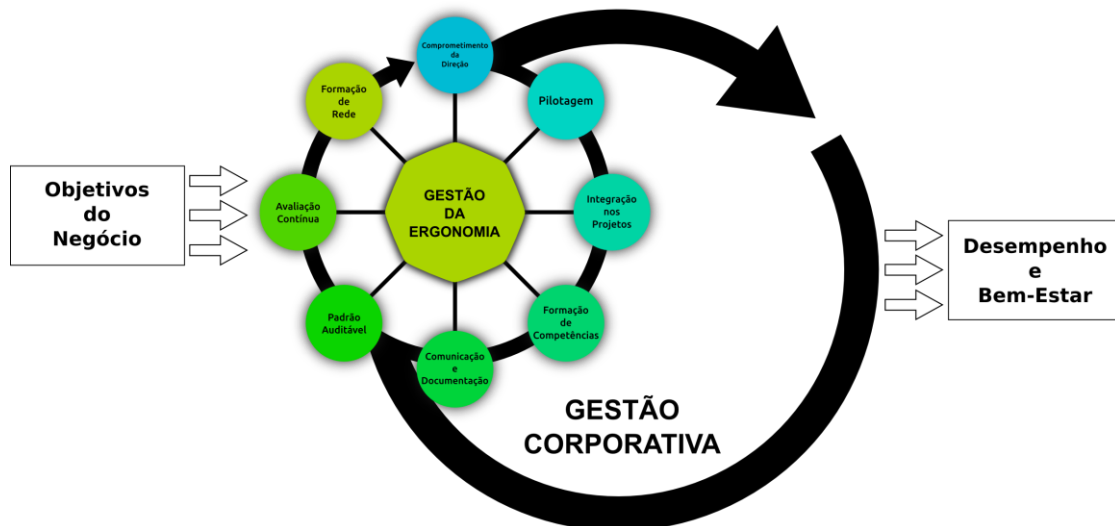 Objetivos
do
Negócio
Comprometimento
da
Direção
Pilotagem
Integração
nos
Projetos
Formação
de
Competências
Comunicação
e
Documentação
Padrão
Auditável
Avaliação
Contínua
Formação
de
Rede
GESTÃO
DA
ERGONOMIA
GESTÃO
CORPORATIVA
Desempenho
e
Bem-Estar